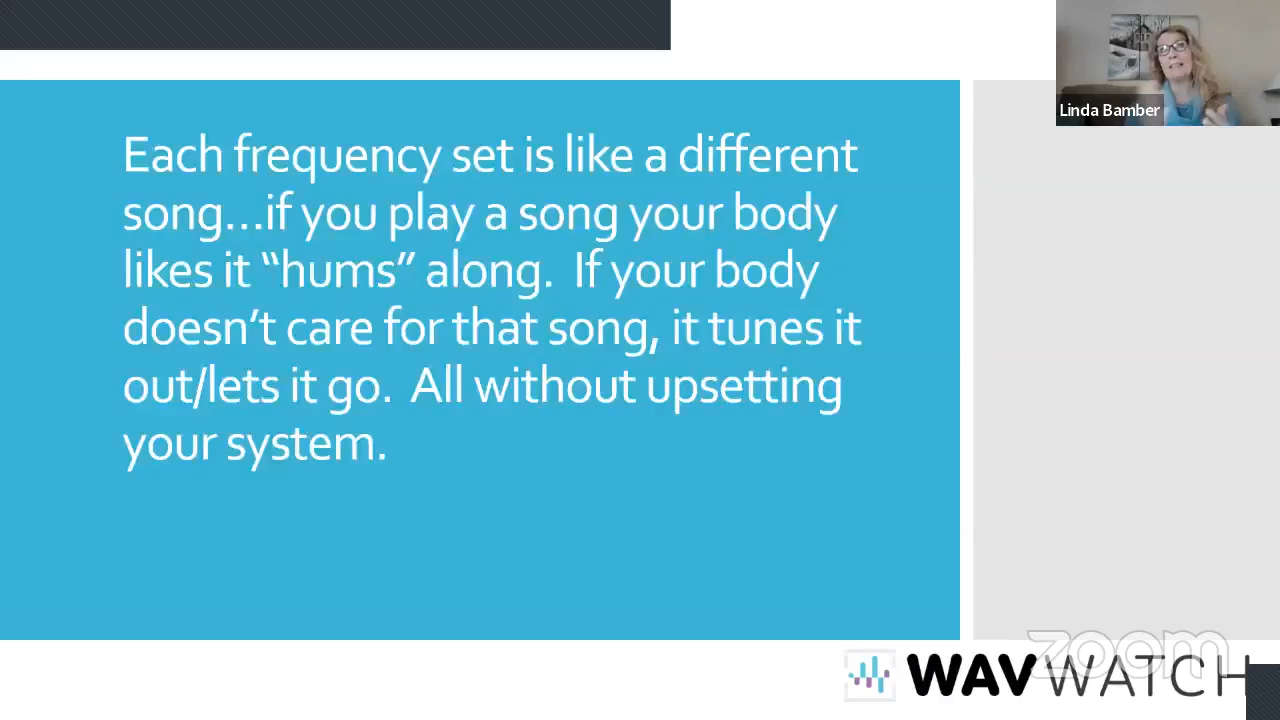 Linda Bamber
Each frequency set is like a different
song...if you play a song your body
likes it “hums” along.  If your body
doesn’t care for that song, it tunes it
out/lets it go.  All without upsetting
your system.
zoom
WAVWATCH